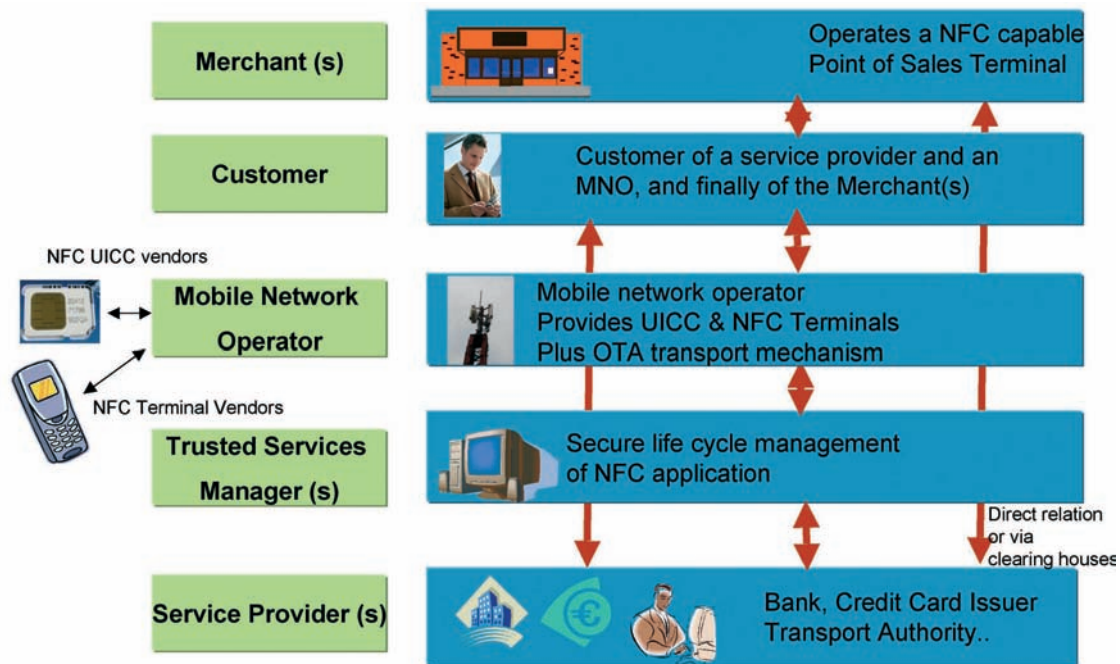 Merchant (s)
Operates a NFC capable
Point of Sales Terminal
Customer
Customer of a service provider and an
MNO, and finally of the Merchant(s)
NFC UICC vendors
Mobile Network
Operator
Mobile network operator
Provides UICC & NFC Terminals
Plus OTA transport mechanism
NFC Terminal Vendors
Trusted Services
Manager (s)
Secure life cycle management
of NFC application
Direct relation
or via
clearing houses
Service Provider (s)
€
Bank, Credit Card Issuer
Transport Authority..